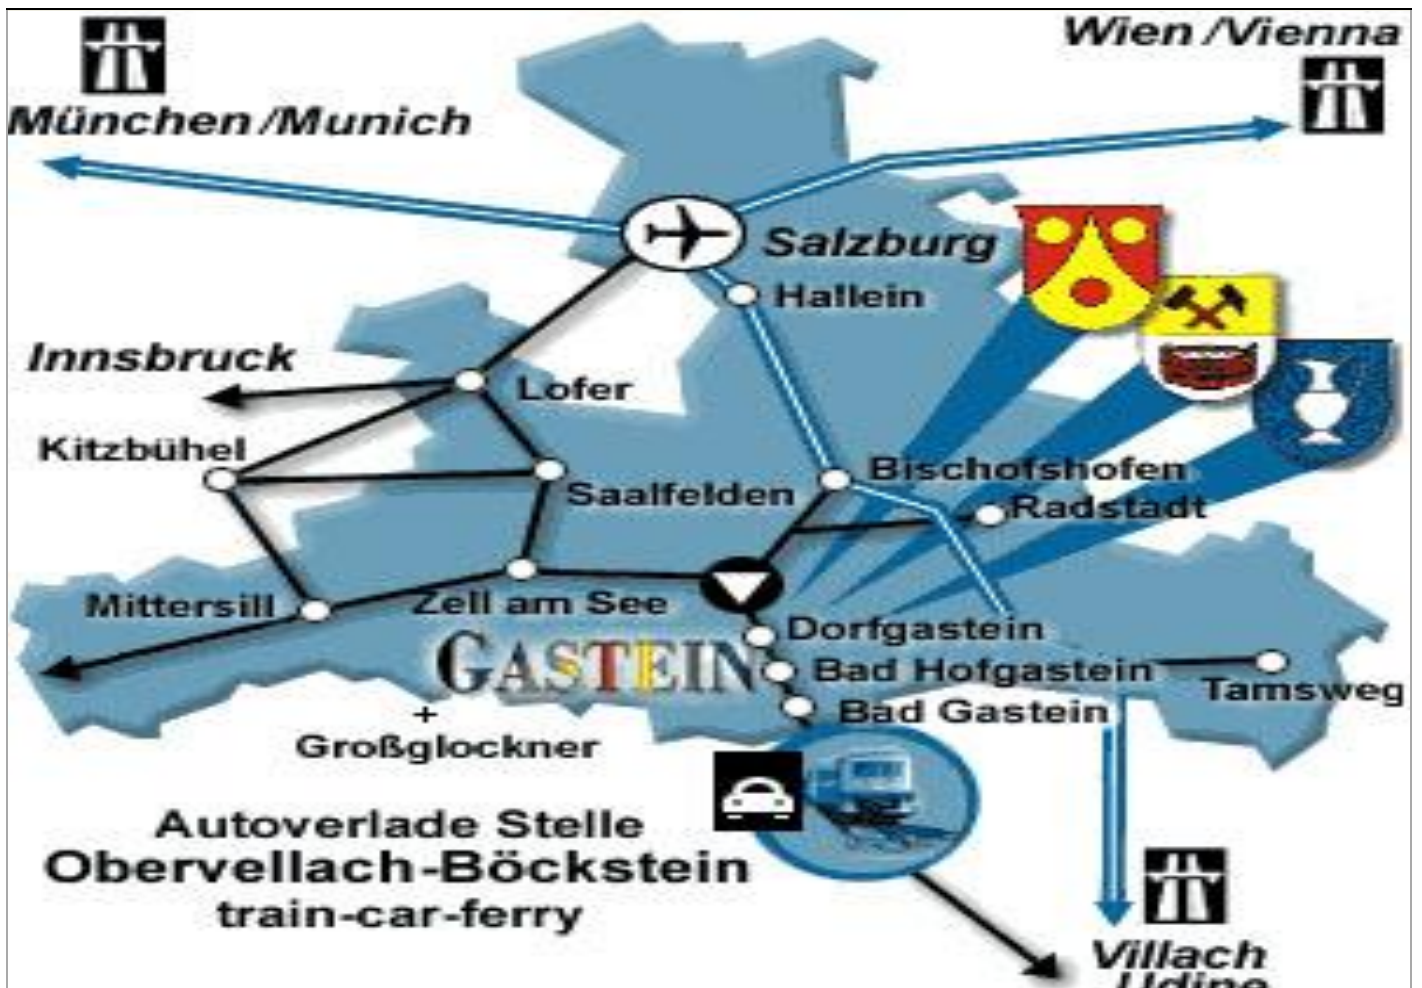 Wien /Vienna
München /Munich
Salzburg
Hallein
Innsbruck
Lofer
Kitzbühel
Bischofshofen
Saalfelden
Radstadt
Mittersill
Zell am See
Dorfgastein
GASTEIN
Bad Hofgastein
Tamsweg
Bad Gastein
+
Großglockner
Autoverlade Stelle
Obervellach-Böckstein
train-car-ferry
Villach
Udine